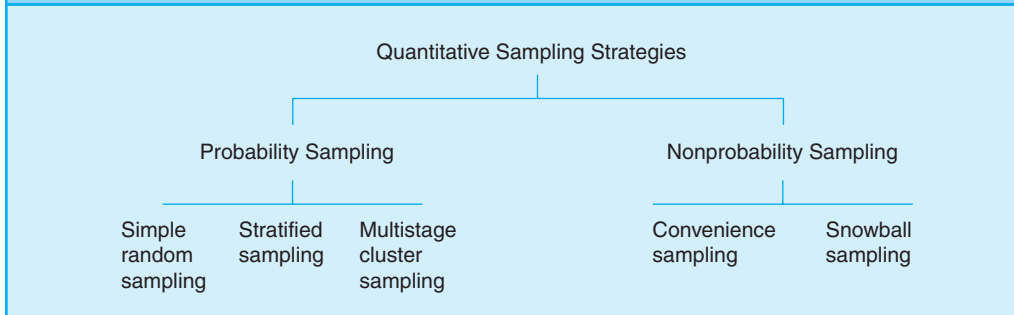 Quantitative Sampling Strategies
Probability Sampling
Nonprobability Sampling
Simple
random
sampling
Stratified
sampling
Multistage
cluster
sampling
Convenience
sampling
Snowball
sampling